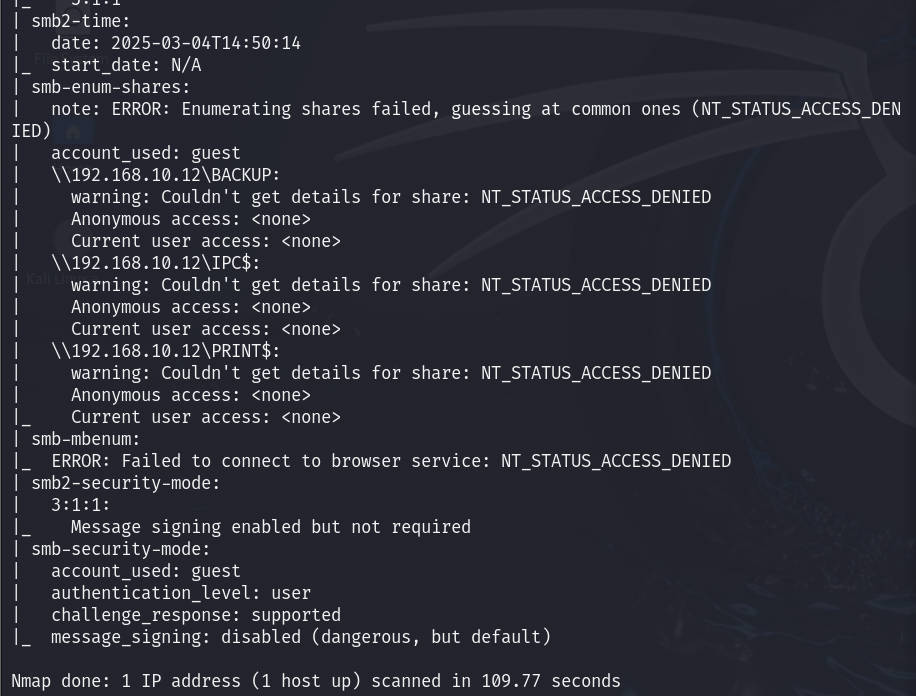 |_    3:1:1
| smb2-time:
|   date: 2025-03-04T14:50:14
|_  start_date: N/A
| smb-enum-shares:
|   note: ERROR: Enumerating shares failed, guessing at common ones (NT_STATUS_ACCESS_DEN
IED)
|   account_used: guest
|   \\192.168.10.12\BACKUP:
|     warning: Couldn't get details for share: NT_STATUS_ACCESS_DENIED
|     Anonymous access: <none>
|     Current user access: <none>
|   \\192.168.10.12\IPC$:
|     warning: Couldn't get details for share: NT_STATUS_ACCESS_DENIED
|     Anonymous access: <none>
|     Current user access: <none>
|   \\192.168.10.12\PRINT$:
|     warning: Couldn't get details for share: NT_STATUS_ACCESS_DENIED
|     Anonymous access: <none>
|_    Current user access: <none>
| smb-mbenum:
|_  ERROR: Failed to connect to browser service: NT_STATUS_ACCESS_DENIED
| smb2-security-mode:
|   3:1:1:
|_    Message signing enabled but not required
| smb-security-mode:
|   account_used: guest
|   authentication_level: user
|   challenge_response: supported
|_  message_signing: disabled (dangerous, but default)
Nmap done: 1 IP address (1 host up) scanned in 109.77 seconds